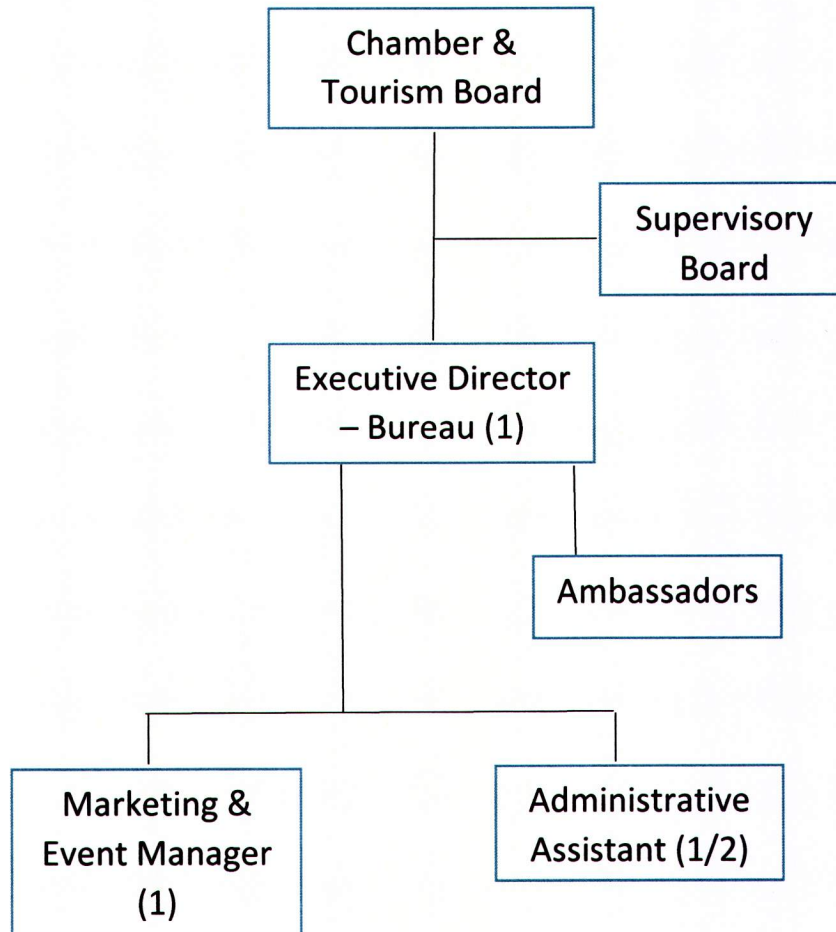 Chamber &
Tourism Board
Supervisory
Board
Executive Director
– Bureau (1)
Ambassadors
Marketing &
Event Manager
(1)
Administrative
Assistant (1/2)